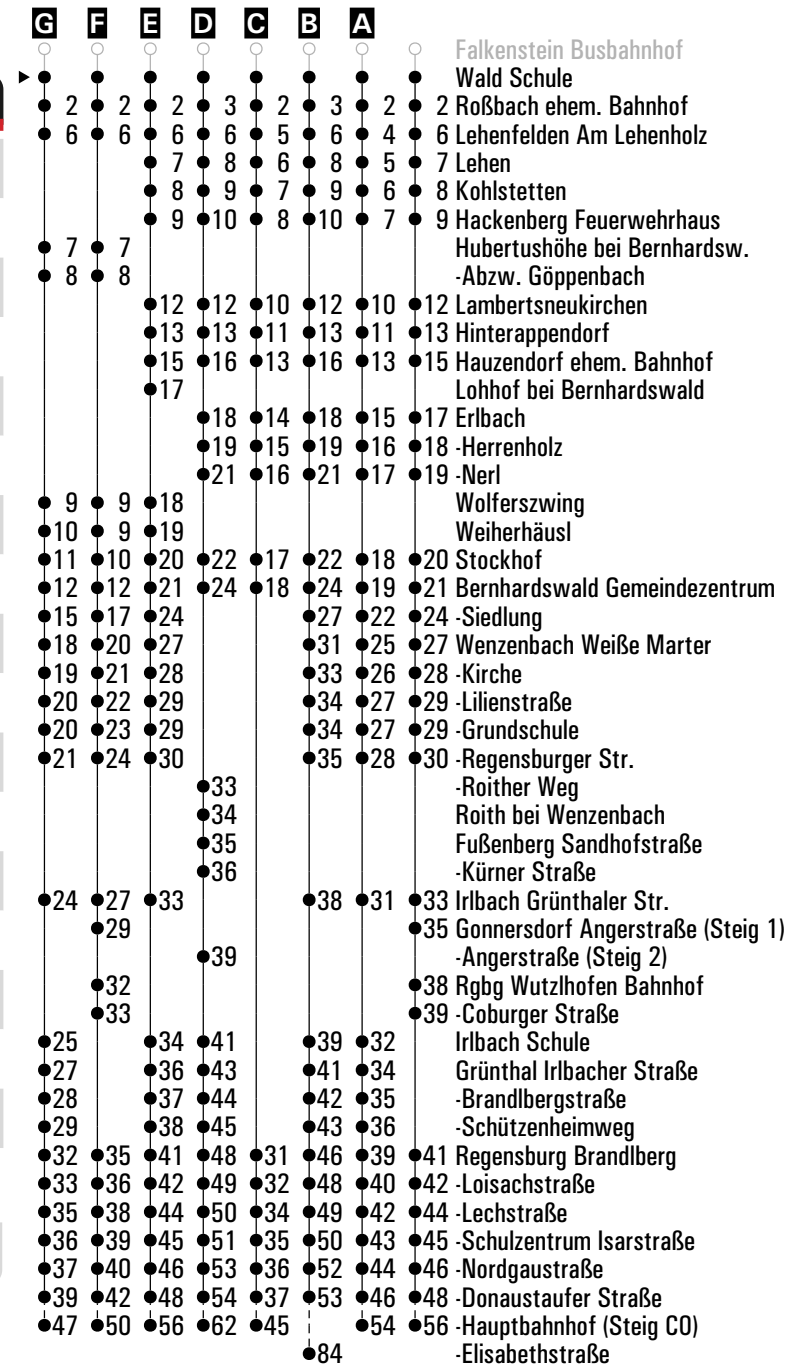 G F E D C B A
Falkenstein Busbahnhof
Wald Schule
2 2 2 3 2 3 2 2 Roßbach ehem. Bahnhof
6 6 6 6 5 6 4 6 Lehenfelden Am Lehenholz
7 8 6 8 5 7 Lehen
8 9 7 9 6 8 Kohlstetten
9 10 8 10 7 9 Hackenberg Feuerwehrhaus
7 7 Hubertushöhe bei Bernhardsw.
8 8 -Abzw. Göppenbach
12 12 10 12 10 12 Lambertsneukirchen
13 13 11 13 11 13 Hinterappendorf
15 16 13 16 13 15 Hauzendorf ehem. Bahnhof
17 Lohhof bei Bernhardswald
18 14 18 15 17 Erlbach
19 15 19 16 18 -Herrenholz
21 16 21 17 19 -Nerl
9 9 18 Wolferszwing
10 9 19 Weiherhäusl
11 10 20 22 17 22 18 20 Stockhof
12 12 21 24 18 24 19 21 Bernhardswald Gemeindezentrum
15 17 24 27 22 24 -Siedlung
18 20 27 31 25 27 Wenzenbach Weiße Marter
19 21 28 33 26 28 -Kirche
20 22 29 34 27 29 -Lilienstraße
20 23 29 34 27 29 -Grundschule
21 24 30 35 28 30 -Regensburger Str.
33 -Roither Weg
34 Roith bei Wenzenbach
35 Fußenberg Sandhofstraße
36 -Kürner Straße
24 27 33 38 31 33 Irlbach Grünthaler Str.
29 35 Gonnersdorf Angerstraße (Steig 1)
39 -Angerstraße (Steig 2)
32 38 Rgbg Wutzlhofen Bahnhof
33 39 -Coburger Straße
25 34 41 39 32 Irlbach Schule
27 36 43 41 34 Grünthal Irlbacher Straße
28 37 44 42 35 -Brandlbergstraße
29 38 45 43 36 -Schützenheimweg
32 35 41 48 31 46 39 41 Regensburg Brandlberg
33 36 42 49 32 48 40 42 -Loisachstraße
35 38 44 50 34 49 42 44 -Lechstraße
36 39 45 51 35 50 43 45 -Schulzentrum Isarstraße
37 40 46 53 36 52 44 46 -Nordgaustraße
39 42 48 54 37 53 46 48 -Donaustaufer Straße
47 50 56 62 45 54 56 -Hauptbahnhof (Steig C0)
84 -Elisabethstraße